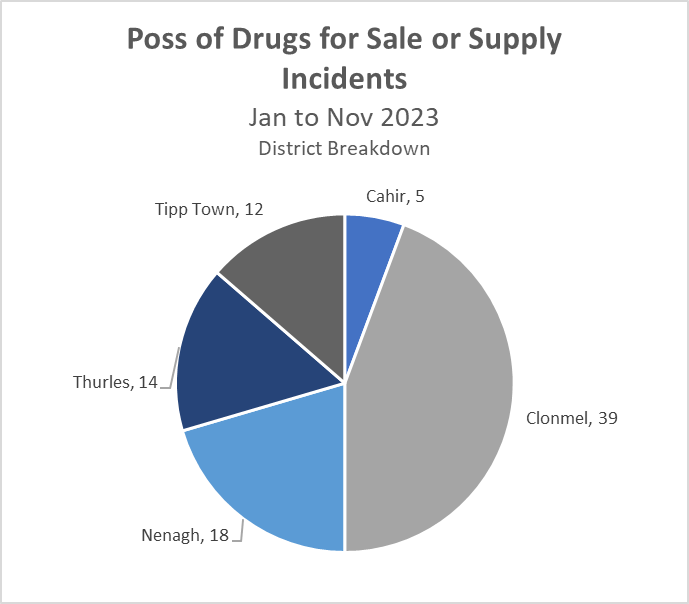 Poss of Drugs for Sale or Supply
Incidents
Jan to Nov 2023
District Breakdown
Cahir, 5
Tipp Town, 12
Thurles, 14
Clonmel, 39
Nenagh, 18